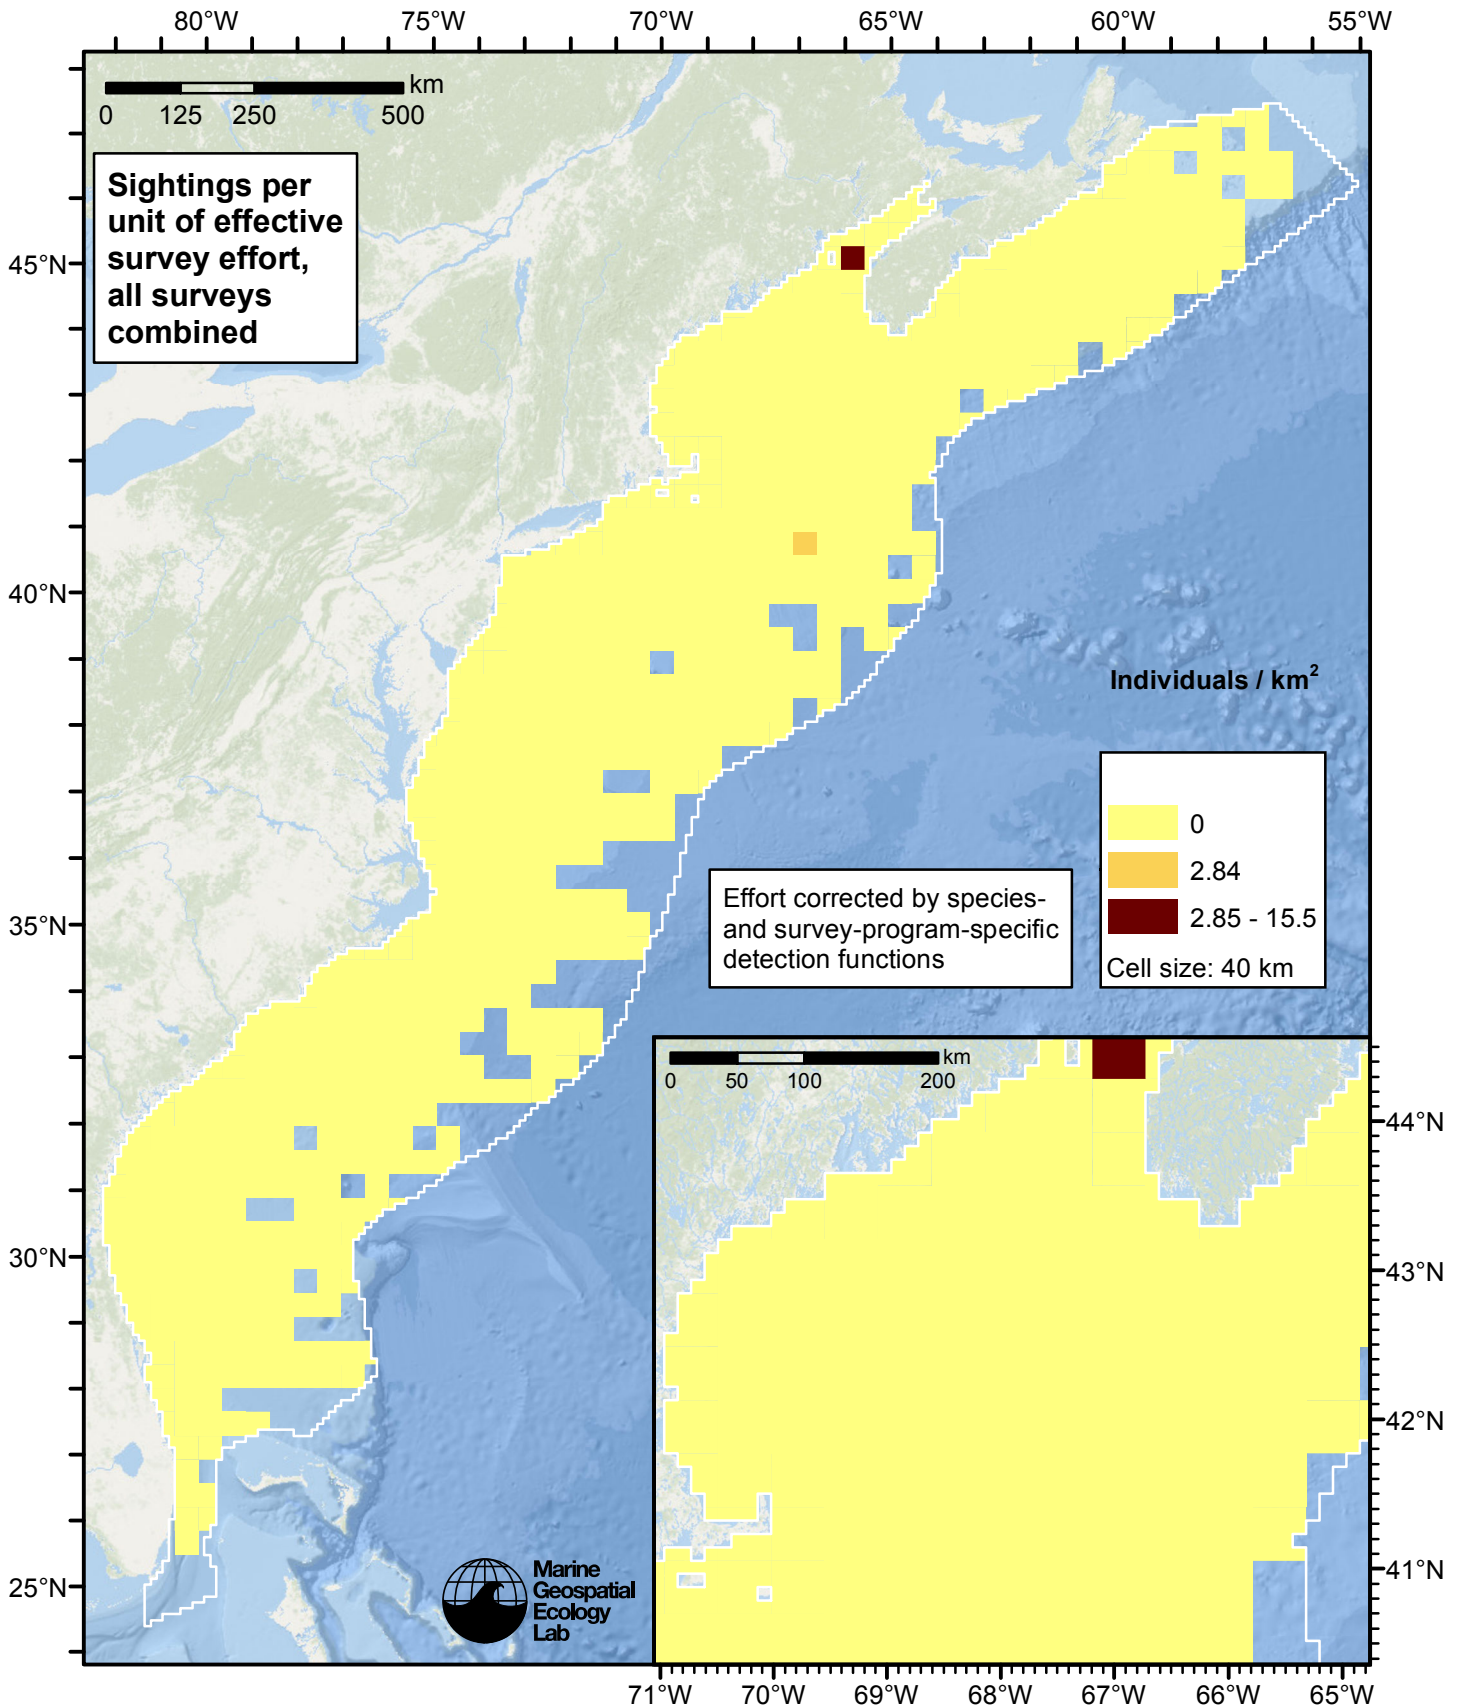 80°W 75°W 70°W 65°W 60°W 55°W
km
0 125 250 500
Sightings per
unit of effective
survey effort,
all surveys
combined
45°N
40°N
35°N
30°N
25°N
Individuals / km²
0
2.84
2.85 - 15.5
Cell size: 40 km
Effort corrected by species-
and survey-program-specific
detection functions
km
0 50 100 200
44°N
43°N
42°N
41°N
Marine
Geospatial
Ecology
Lab
71°W 70°W 69°W 68°W 67°W 66°W 65°W